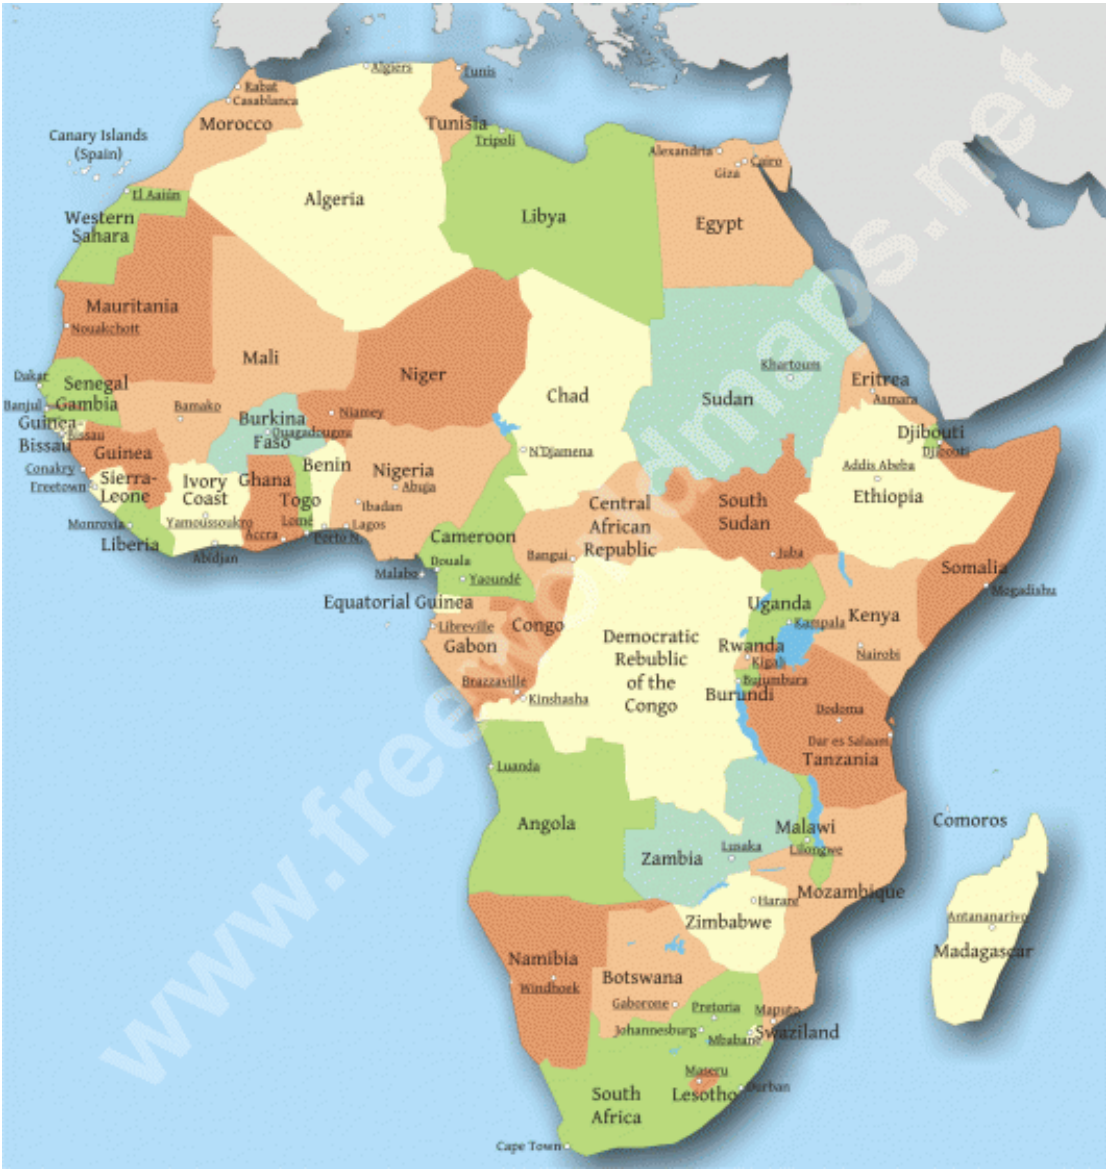 Algiers
Tunis
Rabat
Casablanca
Morocco
Tunisia
Tripoli
Canary Islands
(Spain)
Alexandria
Giza
Cairo
El Aaiún
Algeria
Libya
Egypt
Western
Sahara
Mauritania
Nouakchott
Mali
Niger
Chad
Sudan
Khartoum
Eritrea
Asmara
Dakar
Senegal
Gambia
Banjul
Guinea
Bissau
Bissau
Bamako
Burkina
Faso
Ouagadougou
Niamey
N'Djamena
Djibouti
Djibouti
Guinea
Conakry
Freetown
Sierra-
Leone
Ivory
Coast
Yamoussoukro
Ghana
Togo
Benin
Nigeria
Abuga
Ibadan
Lagos
Lomé
Porto N.
Accra
Abidjan
Monrovia
Liberia
Addis Abeba
Ethiopia
Central
African
Republic
Bangui
South
Sudan
Juba
Somalia
Mogadishu
Cameroon
Douala
Yaoundé
Malabo
Equatorial Guinea
Libreville
Gabon
Congo
Brazzaville
Kinshasha
Democratic
Rebublic
of the
Congo
Uganda
Kampala
Kenya
Nairobi
Rwanda
Kigali
Bujumbura
Burundi
Dodoma
Dar es Salaam
Tanzania
Luanda
Angola
Zambia
Lusaka
Malawi
Lilongwe
Comoros
Mozambique
Harare
Zimbabwe
Antananarivo
Madagascar
Namibia
Windhoek
Botswana
Gaborone
Pretoria
Maputo
Johannesburg
Mbabane
Swaziland
Maseru
Lesotho
Durban
South
Africa
Cape Town
www.freeworldmaps.net